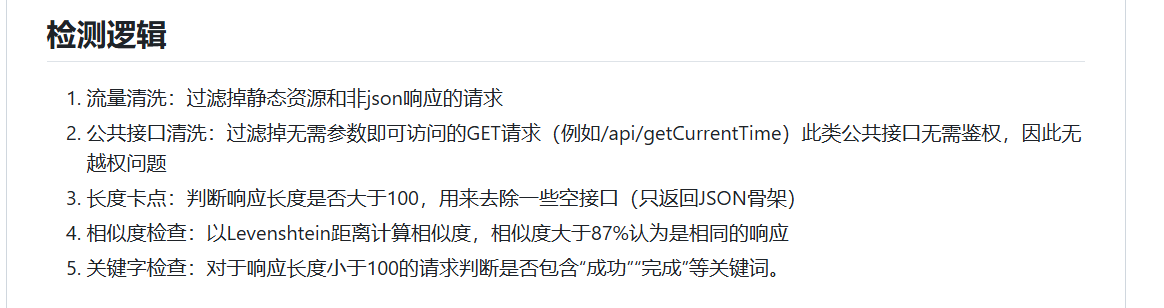 检测逻辑
1. 流量清洗：过滤掉静态资源和非json响应的请求
2. 公共接口清洗：过滤掉无需参数即可访问的GET请求（例如/api/getCurrentTime）此类公共接口无需鉴权，因此无
越权问题
3. 长度卡点：判断响应长度是否大于100，用来去除一些空接口（只返回JSON骨架）
4. 相似度检查：以Levenshtein距离计算相似度，相似度大于87%认为是相同的响应
5. 关键字检查：对于响应长度小于100的请求判断是否包含“成功”“完成”等关键词。